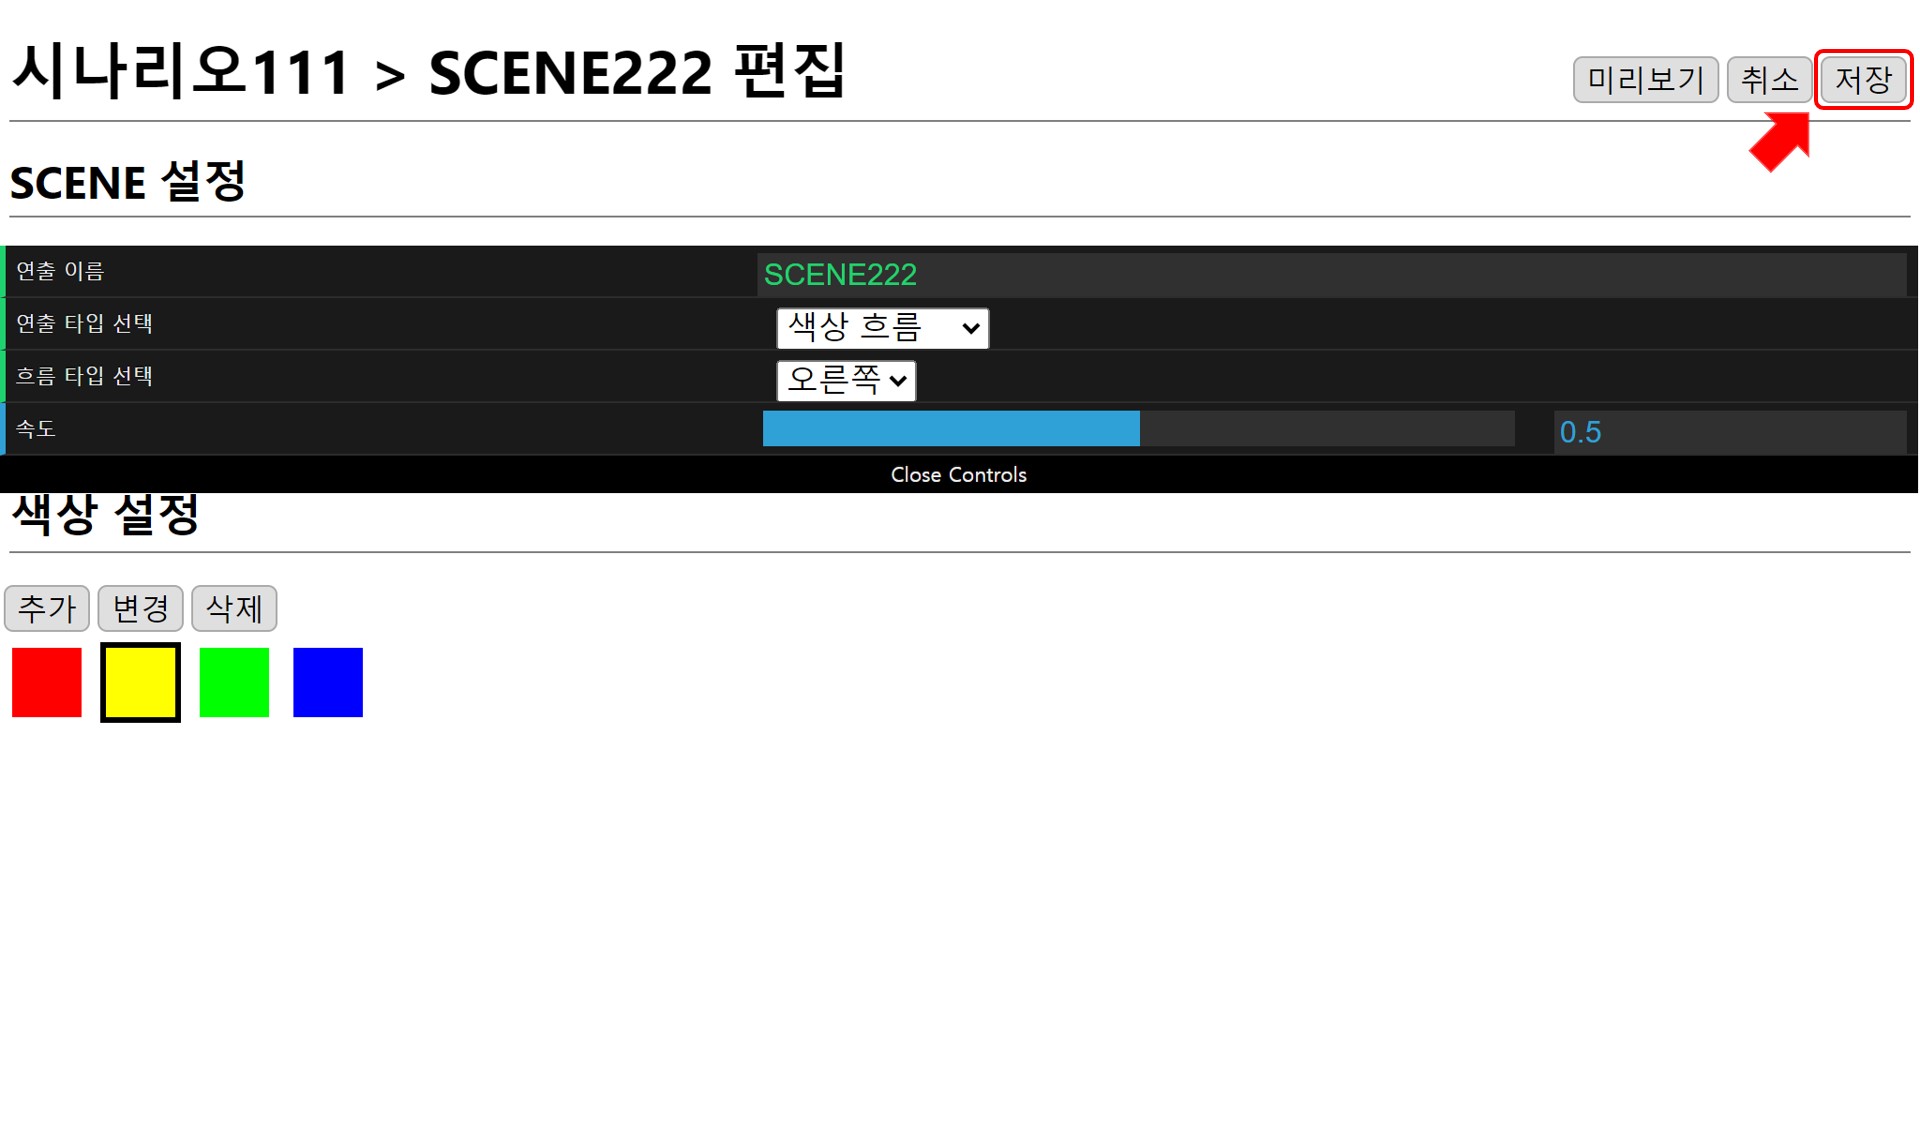 시나리오111 > SCENE222 편집
미리보기 취소 저장
SCENE 설정
연출 이름 SCENE222
연출 타입 선택 색상 흐름
흐름 타입 선택 오른쪽
속도 0.5
Close Controls
색상 설정
추가 변경 삭제